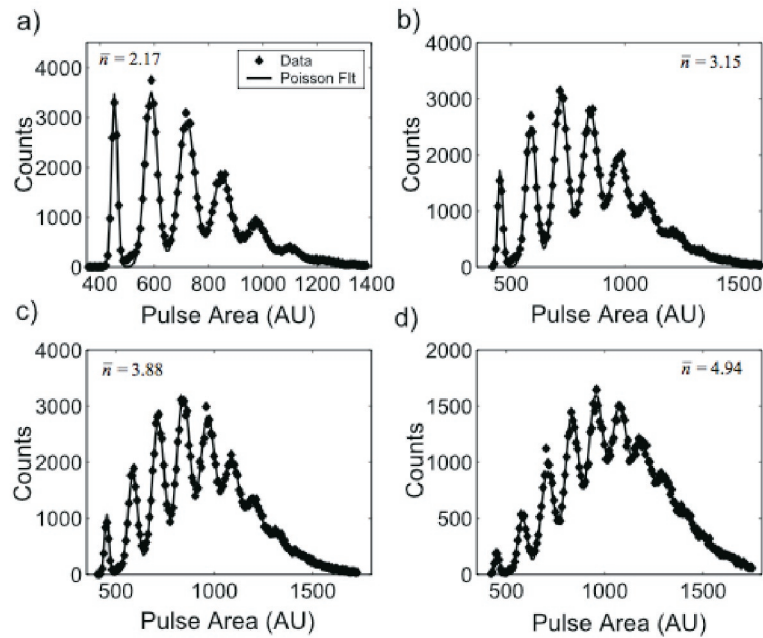 a)
n̄ = 2.17
Data
Poisson Fit
Counts
4000
3000
2000
1000
0
400 600 800 1000 1200 1400
Pulse Area (AU)
b)
n̄ = 3.15
Counts
4000
3000
2000
1000
0
500 1000 1500
Pulse Area (AU)
c)
n̄ = 3.88
Counts
4000
3000
2000
1000
0
500 1000 1500
Pulse Area (AU)
d)
n̄ = 4.94
Counts
2000
1500
1000
500
0
500 1000 1500
Pulse Area (AU)